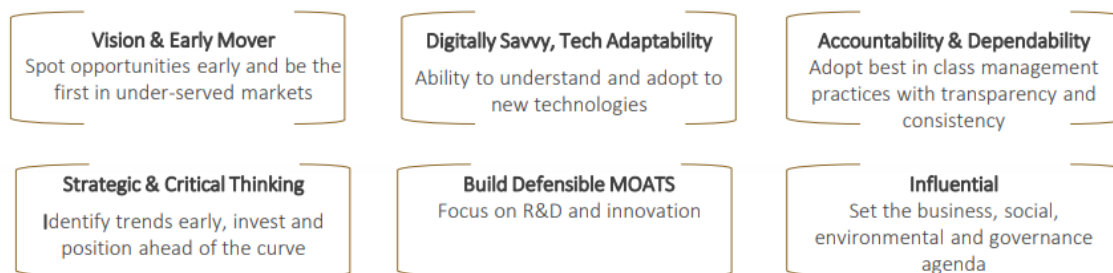 Vision & Early Mover
Spot opportunities early and be the
first in under-served markets
Digitally Savvy, Tech Adaptability
Ability to understand and adopt to
new technologies
Accountability & Dependability
Adopt best in class management
practices with transparency and
consistency
Strategic & Critical Thinking
Identify trends early, invest and
position ahead of the curve
Build Defensible MOATS
Focus on R&D and innovation
Influential
Set the business, social,
environmental and governance
agenda